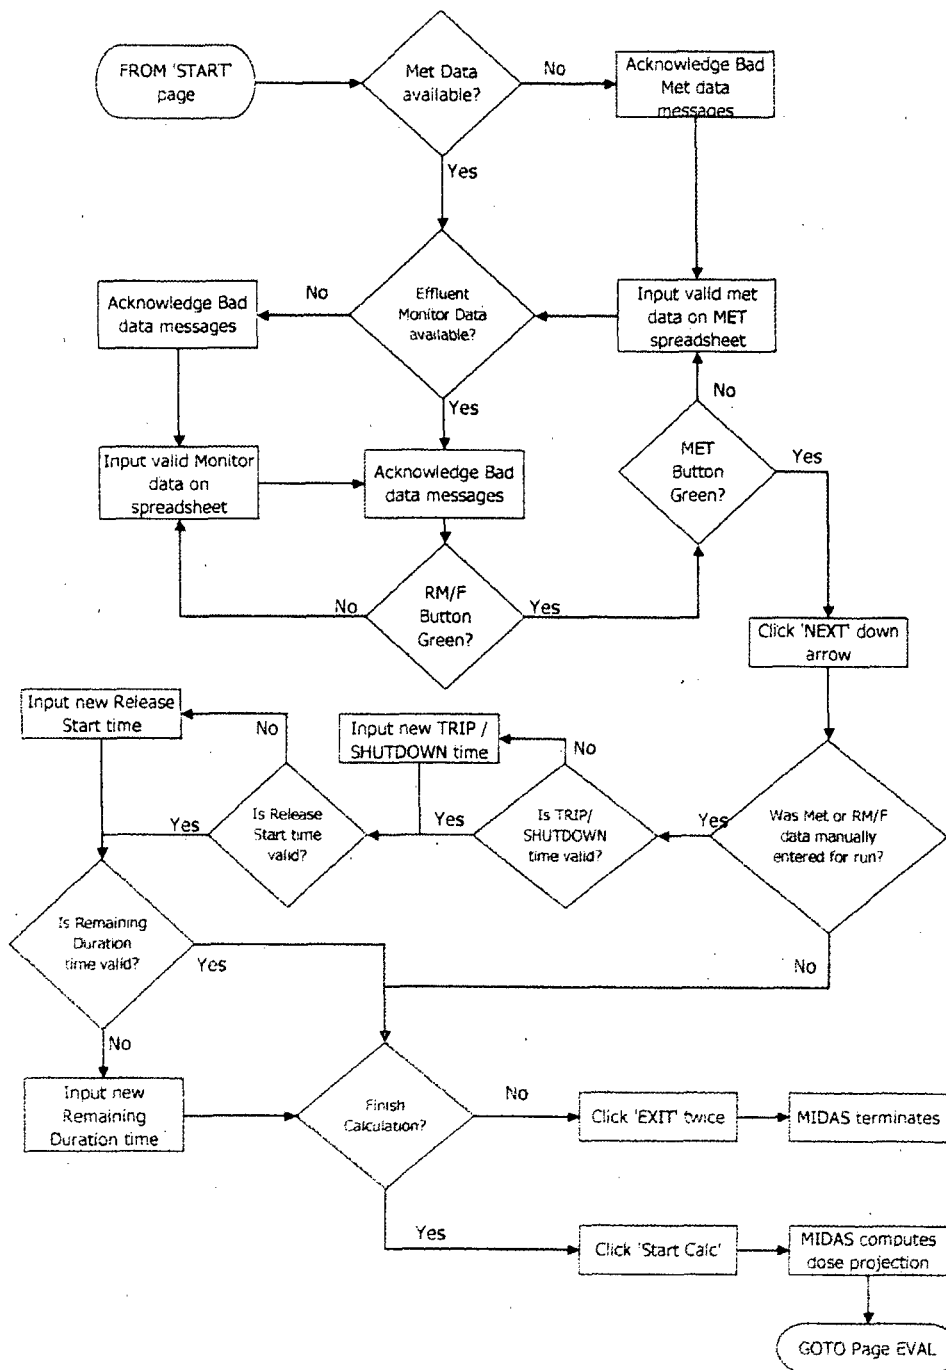 FROM 'START'
page
Met Data
available?
No
Acknowledge Bad
Met data
messages
Yes
Acknowledge Bad
data messages
No
Effluent
Monitor Data
available?
Input valid met
data on MET
spreadsheet
Yes
No
Input valid Monitor
data on
spreadsheet
Acknowledge Bad
data messages
MET
Button
Green?
Yes
No
RM/F
Button
Green?
Yes
Click 'NEXT' down
arrow
Input new Release
Start time
No
Input new TRIP /
SHUTDOWN time
No
Yes
Is Release
Start time
valid?
Yes
Is TRIP/
SHUTDOWN
time valid?
Yes
Was Met or RM/F
data manually
entered for run?
Is Remaining
Duration
time valid?
Yes
No
No
Input new
Remaining
Duration time
Finish
Calculation?
No
Click 'EXIT' twice
MIDAS terminates
Yes
Click 'Start Calc'
MIDAS computes
dose projection
GOTO Page EVAL